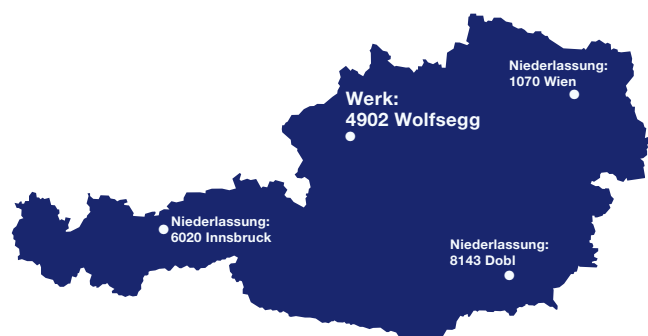 Niederlassung:
1070 Wien
Werk:
4902 Wolfsegg
Niederlassung:
6020 Innsbruck
Niederlassung:
8143 Dobl